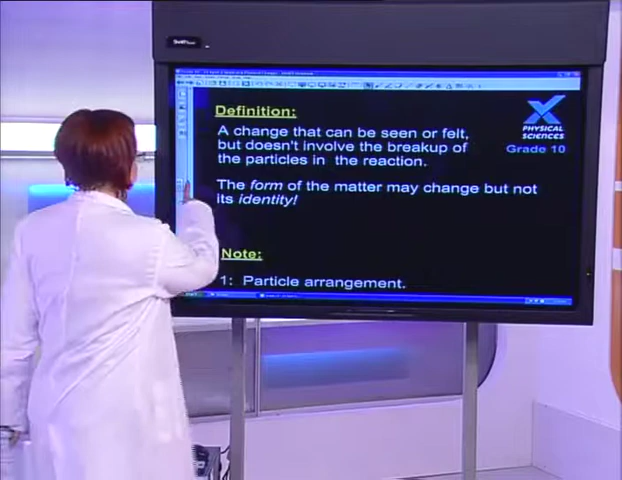 Definition:
A change that can be seen or felt,
but doesn't involve the breakup of
the particles in the reaction.
X
PHYSICAL
SCIENCES
Grade 10
The form of the matter may change but not
its identity!
Note:
1: Particle arrangement.